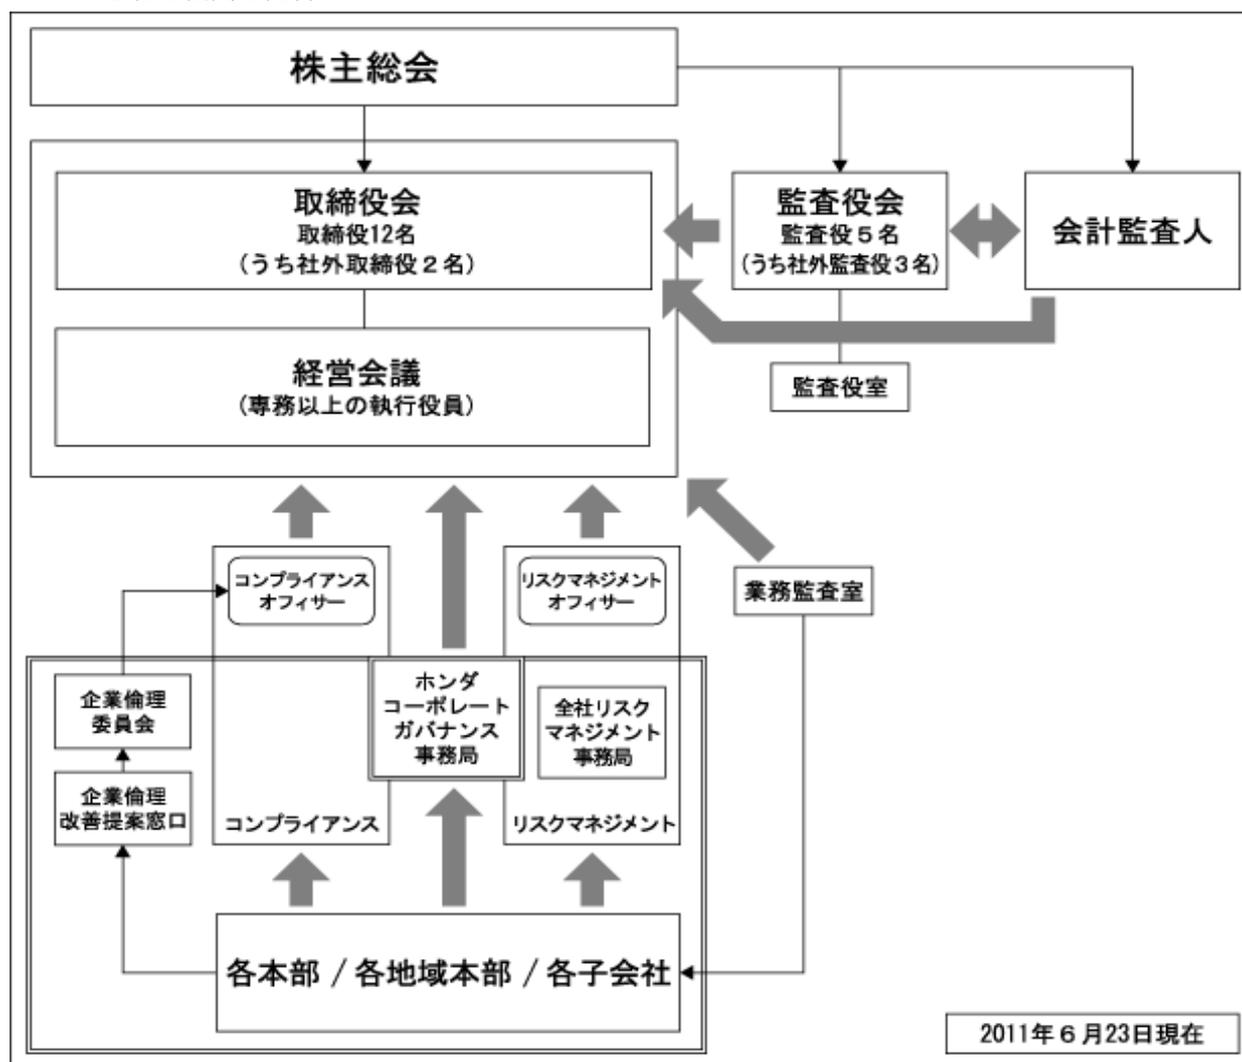 株主総会
取締役会
取締役12名
(うち社外取締役2名)
監査役会
監査役5名
(うち社外監査役3名)
会計監査人
経営会議
(専務以上の執行役員)
監査役室
コンプライアンス
オフィサー
リスクマネジメント
オフィサー
業務監査室
企業倫理
委員会
ホンダ
コーポレート
ガバナンス
事務局
全社リスク
マネジメント
事務局
企業倫理
改善提案窓口
コンプライアンス
リスクマネジメント
各本部 / 各地域本部 / 各子会社
2011年6月23日現在